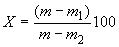 X = (m − m₁) / (m − m₂) 100